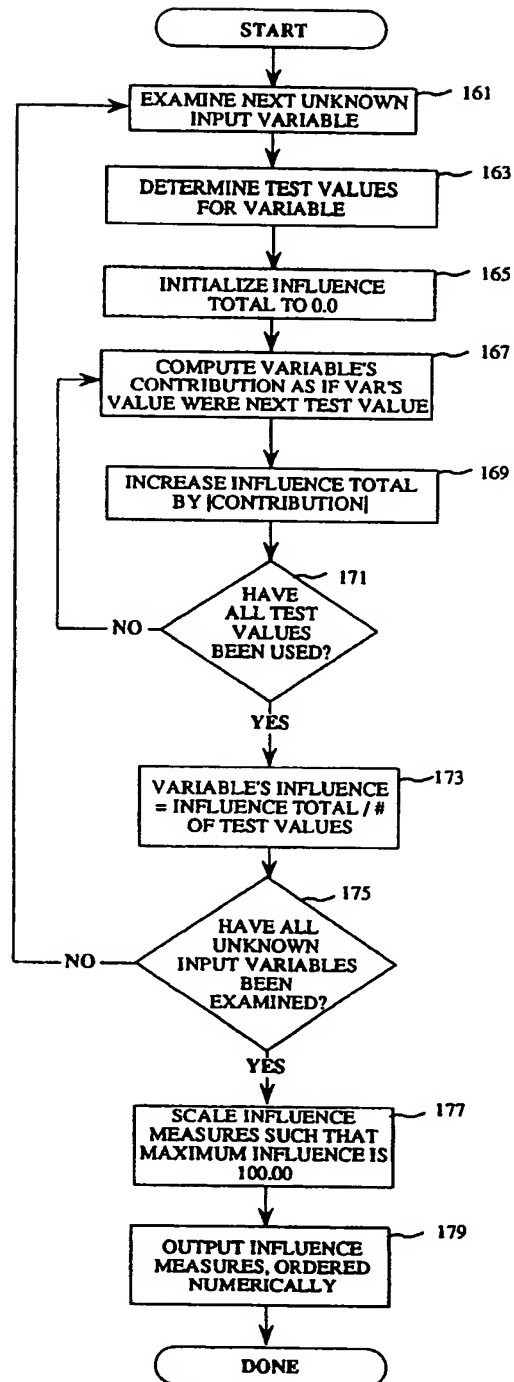 START
EXAMINE NEXT UNKNOWN
INPUT VARIABLE
161
DETERMINE TEST VALUES
FOR VARIABLE
163
INITIALIZE INFLUENCE
TOTAL TO 0.0
165
COMPUTE VARIABLE'S
CONTRIBUTION AS IF VAR'S
VALUE WERE NEXT TEST VALUE
167
INCREASE INFLUENCE TOTAL
BY |CONTRIBUTION|
169
171
HAVE
ALL TEST
VALUES
BEEN USED?
NO
YES
VARIABLE'S INFLUENCE
= INFLUENCE TOTAL / #
OF TEST VALUES
173
175
HAVE ALL
UNKNOWN
INPUT VARIABLES
BEEN
EXAMINED?
NO
YES
SCALE INFLUENCE
MEASURES SUCH THAT
MAXIMUM INFLUENCE IS
100.00
177
OUTPUT INFLUENCE
MEASURES, ORDERED
NUMERICALLY
179
DONE